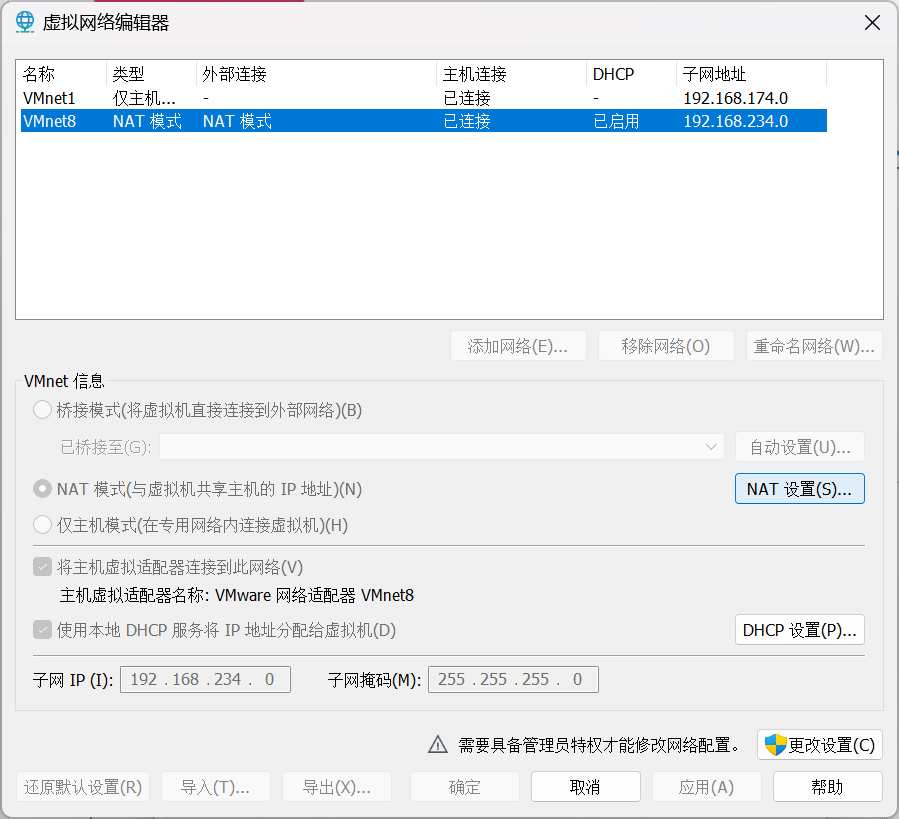 虚拟网络编辑器
名称 类型 外部连接 主机连接 DHCP 子网地址
VMnet1 仅主机... - 已连接 - 192.168.174.0
VMnet8 NAT 模式 NAT 模式 已连接 已启用 192.168.234.0
添加网络(E)... 移除网络(O) 重命名网络(W)...
VMnet 信息
桥接模式(将虚拟机直接连接到外部网络)(B)
已桥接至(G): 自动设置(U)...
NAT 模式(与虚拟机共享主机的 IP 地址)(N) NAT 设置(S)...
仅主机模式(在专用网络内连接虚拟机)(H)
将主机虚拟适配器连接到此网络(V)
主机虚拟适配器名称: VMware 网络适配器 VMnet8
使用本地 DHCP 服务将 IP 地址分配给虚拟机(D) DHCP 设置(P)...
子网 IP (I): 192 . 168 . 234 . 0 子网掩码(M): 255 . 255 . 255 . 0
需要具备管理员特权才能修改网络配置。 更改设置(C)
还原默认设置(R) 导入(T)... 导出(X)... 确定 取消 应用(A) 帮助